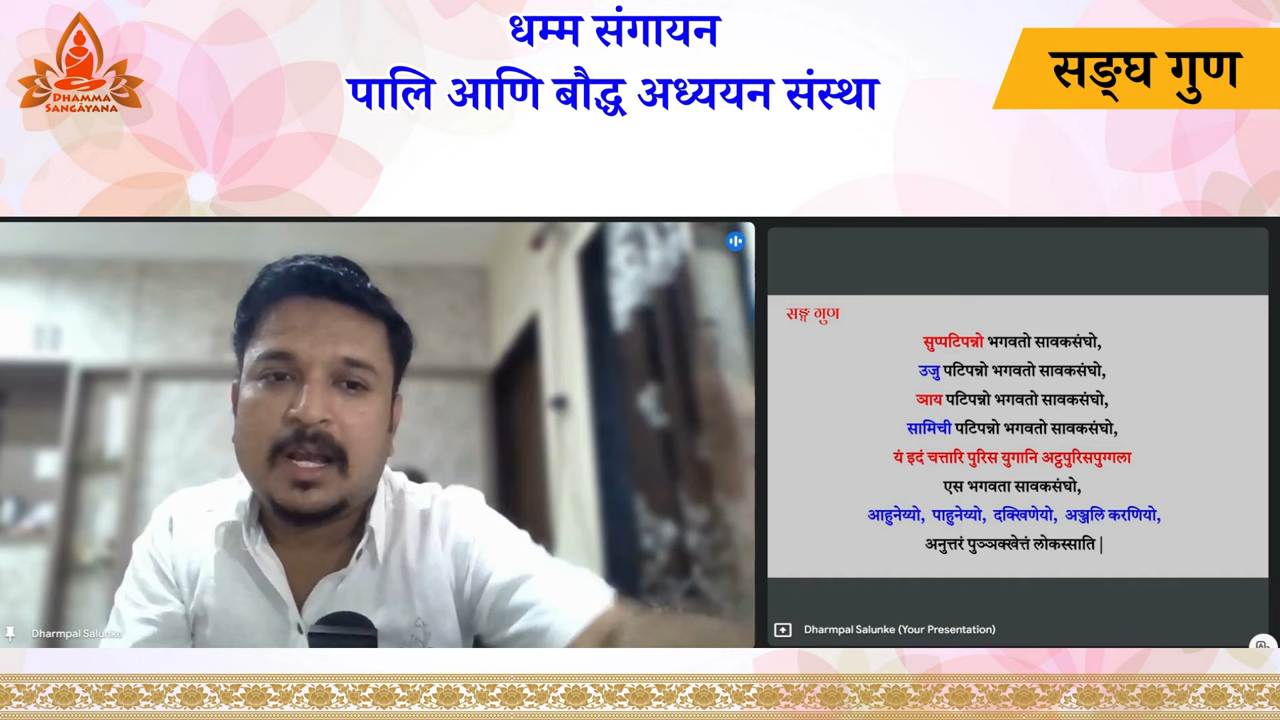 धम्म संगायन
पालि आणि बौद्ध अध्ययन संस्था
DHAMMA
SANGĀYANA
सङ्घ गुण
सङ्घ गुण
सुप्पटिपन्नो भगवतो सावकसंघो,
उजु पटिपन्नो भगवतो सावकसंघो,
ञाय पटिपन्नो भगवतो सावकसंघो,
सामिची पटिपन्नो भगवतो सावकसंघो,
यं इदं चत्तारि पुरिस युगानि अट्ठपुरिसपुग्गला
एस भगवता सावकसंघो,
आहुनेय्यो, पाहुनेय्यो, दक्खिणेयो, अञ्जलि करणियो,
अनुत्तरं पुञ्ञक्खेत्तं लोकस्साति |
Dharmpal Salunke
Dharmpal Salunke (Your Presentation)